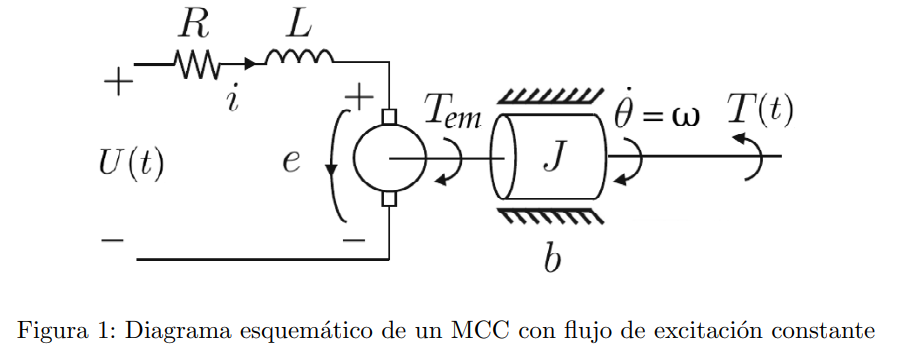 R L
+ i + T_em θ̇ = ω T(t)
U(t) e J
− − b
Figura 1: Diagrama esquemático de un MCC con flujo de excitación constante